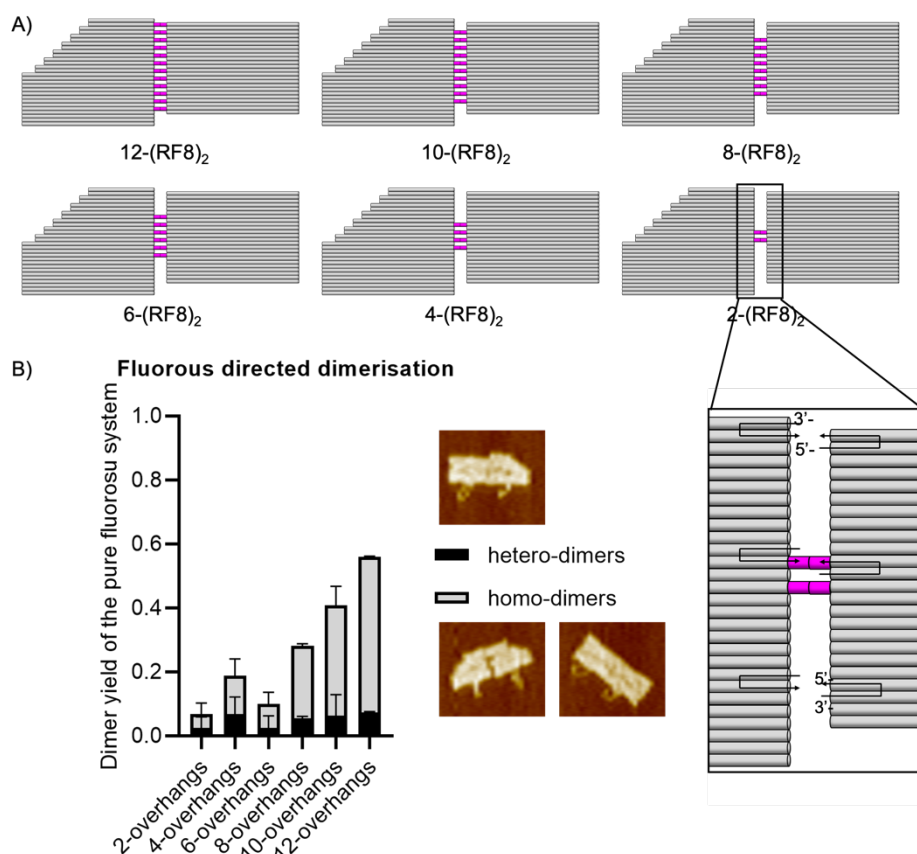 A)
12-(RF8)₂
10-(RF8)₂
8-(RF8)₂
6-(RF8)₂
4-(RF8)₂
2-(RF8)₂
B)
Fluorous directed dimerisation
Dimer yield of the pure fluorosu system
1.0
0.8
0.6
0.4
0.2
0.0
2-overhangs
4-overhangs
6-overhangs
8-overhangs
10-overhangs
12-overhangs
hetero-dimers
homo-dimers
3'-
5'-
5'-
3'-